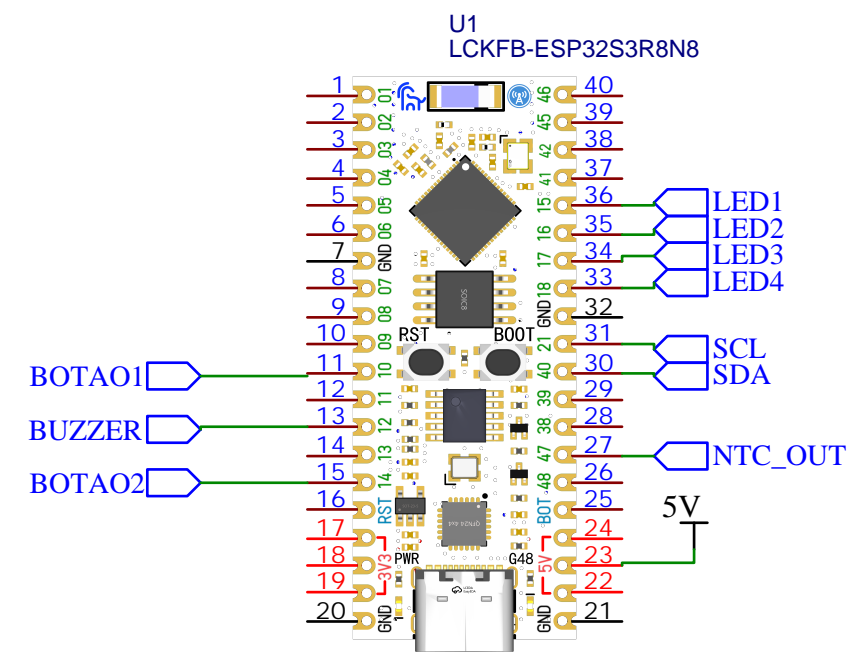 U1
LCKFB-ESP32S3R8N8
1 01 46 40
2 02 45 39
3 03 42 38
4 04 41 37
5 05 15 36 LED1
6 06 16 35 LED2
7 GND 17 34 LED3
8 07 18 33 LED4
9 08 GND 32
10 09 RST BOOT 21 31 SCL
BOTAO1 11 10 40 30 SDA
12 11 39 29
BUZZER 13 12 38 28
14 13 47 27 NTC_OUT
BOTAO2 15 14 48 26
16 RST BOT 25
5V
17 24
18 3V3 PWR G48 5V 23
19 22
20 GND GND 21
SOIC8